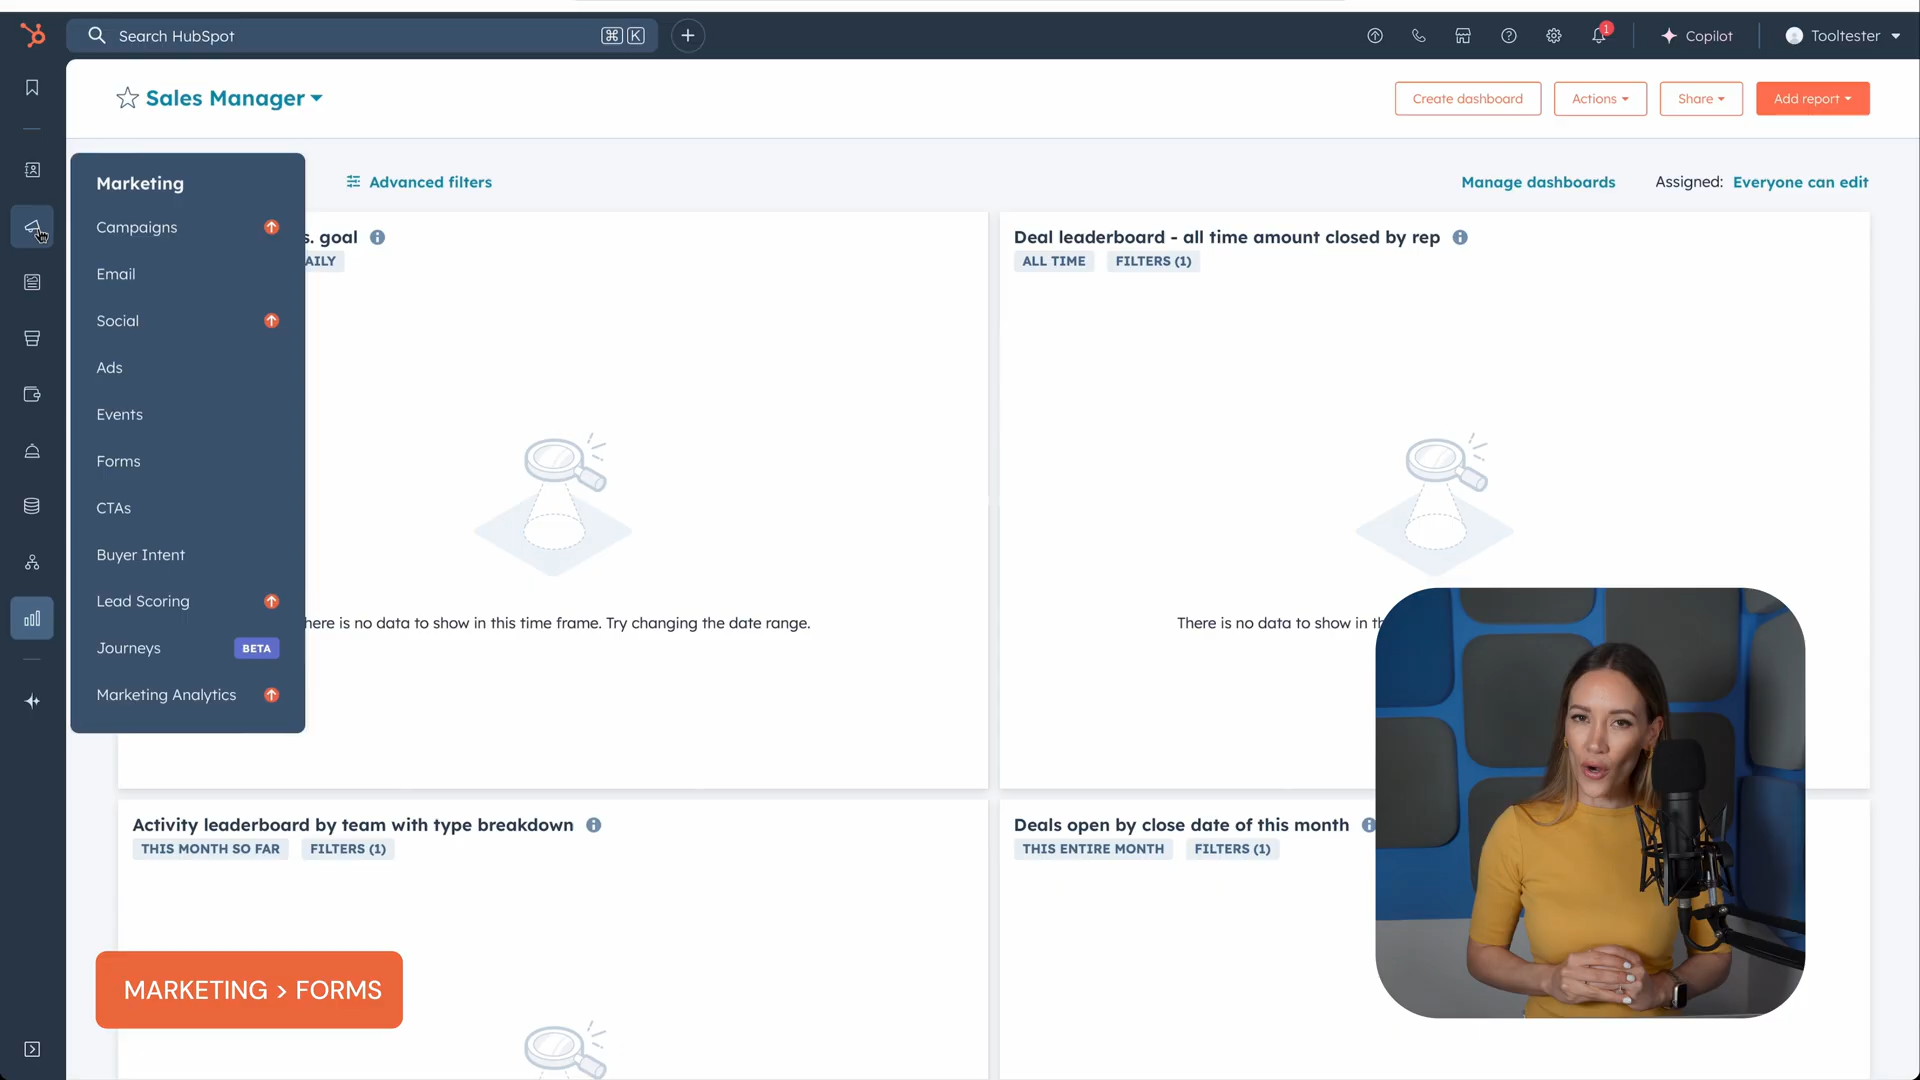 Search HubSpot
⌘ K
1
Copilot
Tooltester
Sales Manager
Create dashboard
Actions
Share
Add report
Marketing
Campaigns
Email
Social
Ads
Events
Forms
CTAs
Buyer Intent
Lead Scoring
Journeys BETA
Marketing Analytics
Advanced filters
Manage dashboards
Assigned: Everyone can edit
s. goal
AILY
here is no data to show in this time frame. Try changing the date range.
Deal leaderboard - all time amount closed by rep
ALL TIME FILTERS (1)
There is no data to show in th
Activity leaderboard by team with type breakdown
THIS MONTH SO FAR FILTERS (1)
Deals open by close date of this month
THIS ENTIRE MONTH FILTERS (1)
MARKETING > FORMS